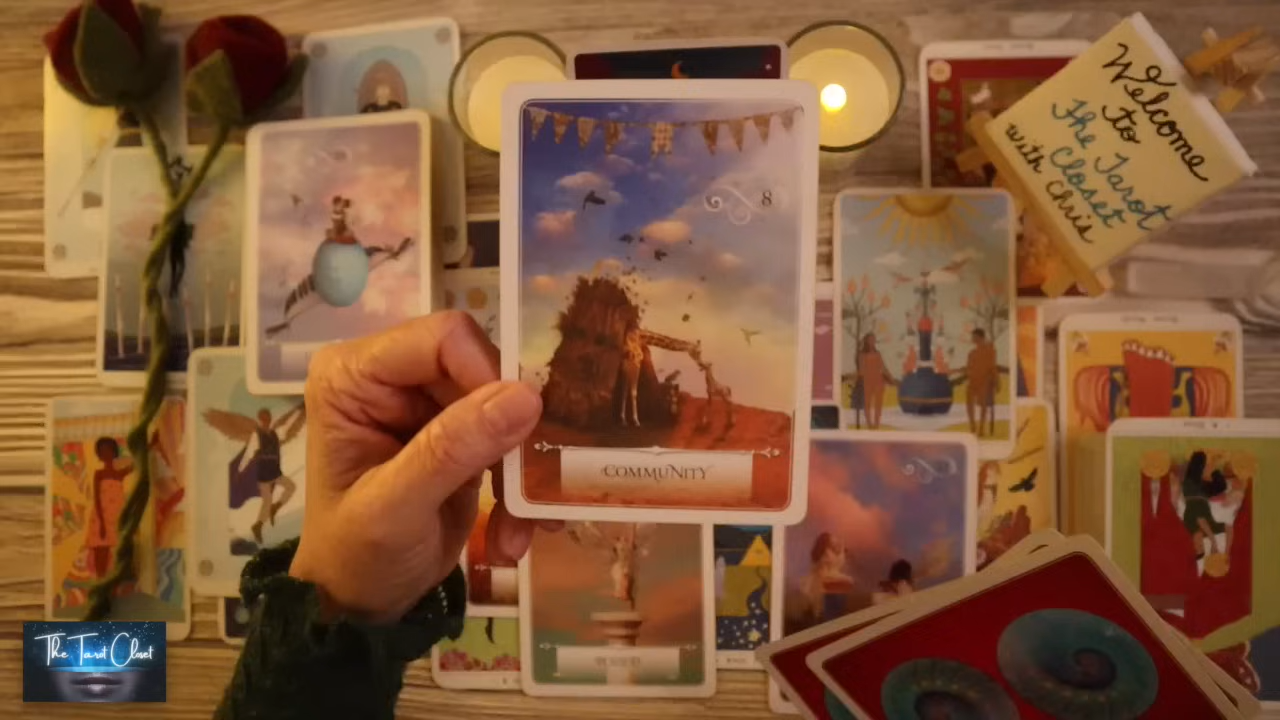 8
COMMUNITY
Welcome
To
The Tarot
Closet
with Chris
The Tarot Closet